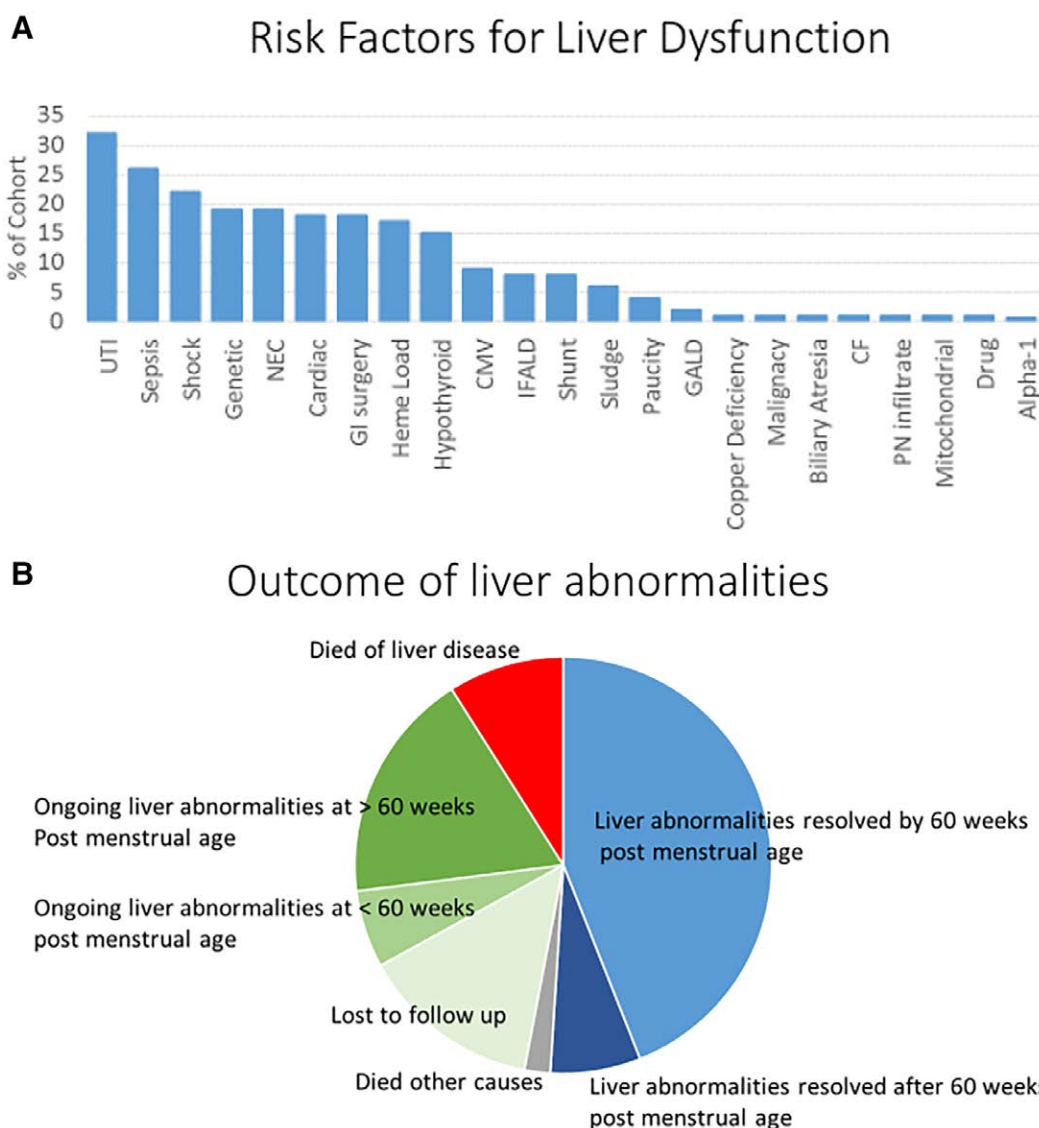 A
Risk Factors for Liver Dysfunction
% of Cohort
35
30
25
20
15
10
5
0
UTI
Sepsis
Shock
Genetic
NEC
Cardiac
GI surgery
Heme Load
Hypothyroid
CMV
IFALD
Shunt
Sludge
Paucity
GALD
Copper Deficiency
Malignacy
Biliary Atresia
CF
PN infiltrate
Mitochondrial
Drug
Alpha-1
B
Outcome of liver abnormalities
Died of liver disease
Liver abnormalities resolved by 60 weeks
post menstrual age
Ongoing liver abnormalities at > 60 weeks
Post menstrual age
Ongoing liver abnormalities at < 60 weeks
post menstrual age
Lost to follow up
Died other causes
Liver abnormalities resolved after 60 weeks
post menstrual age